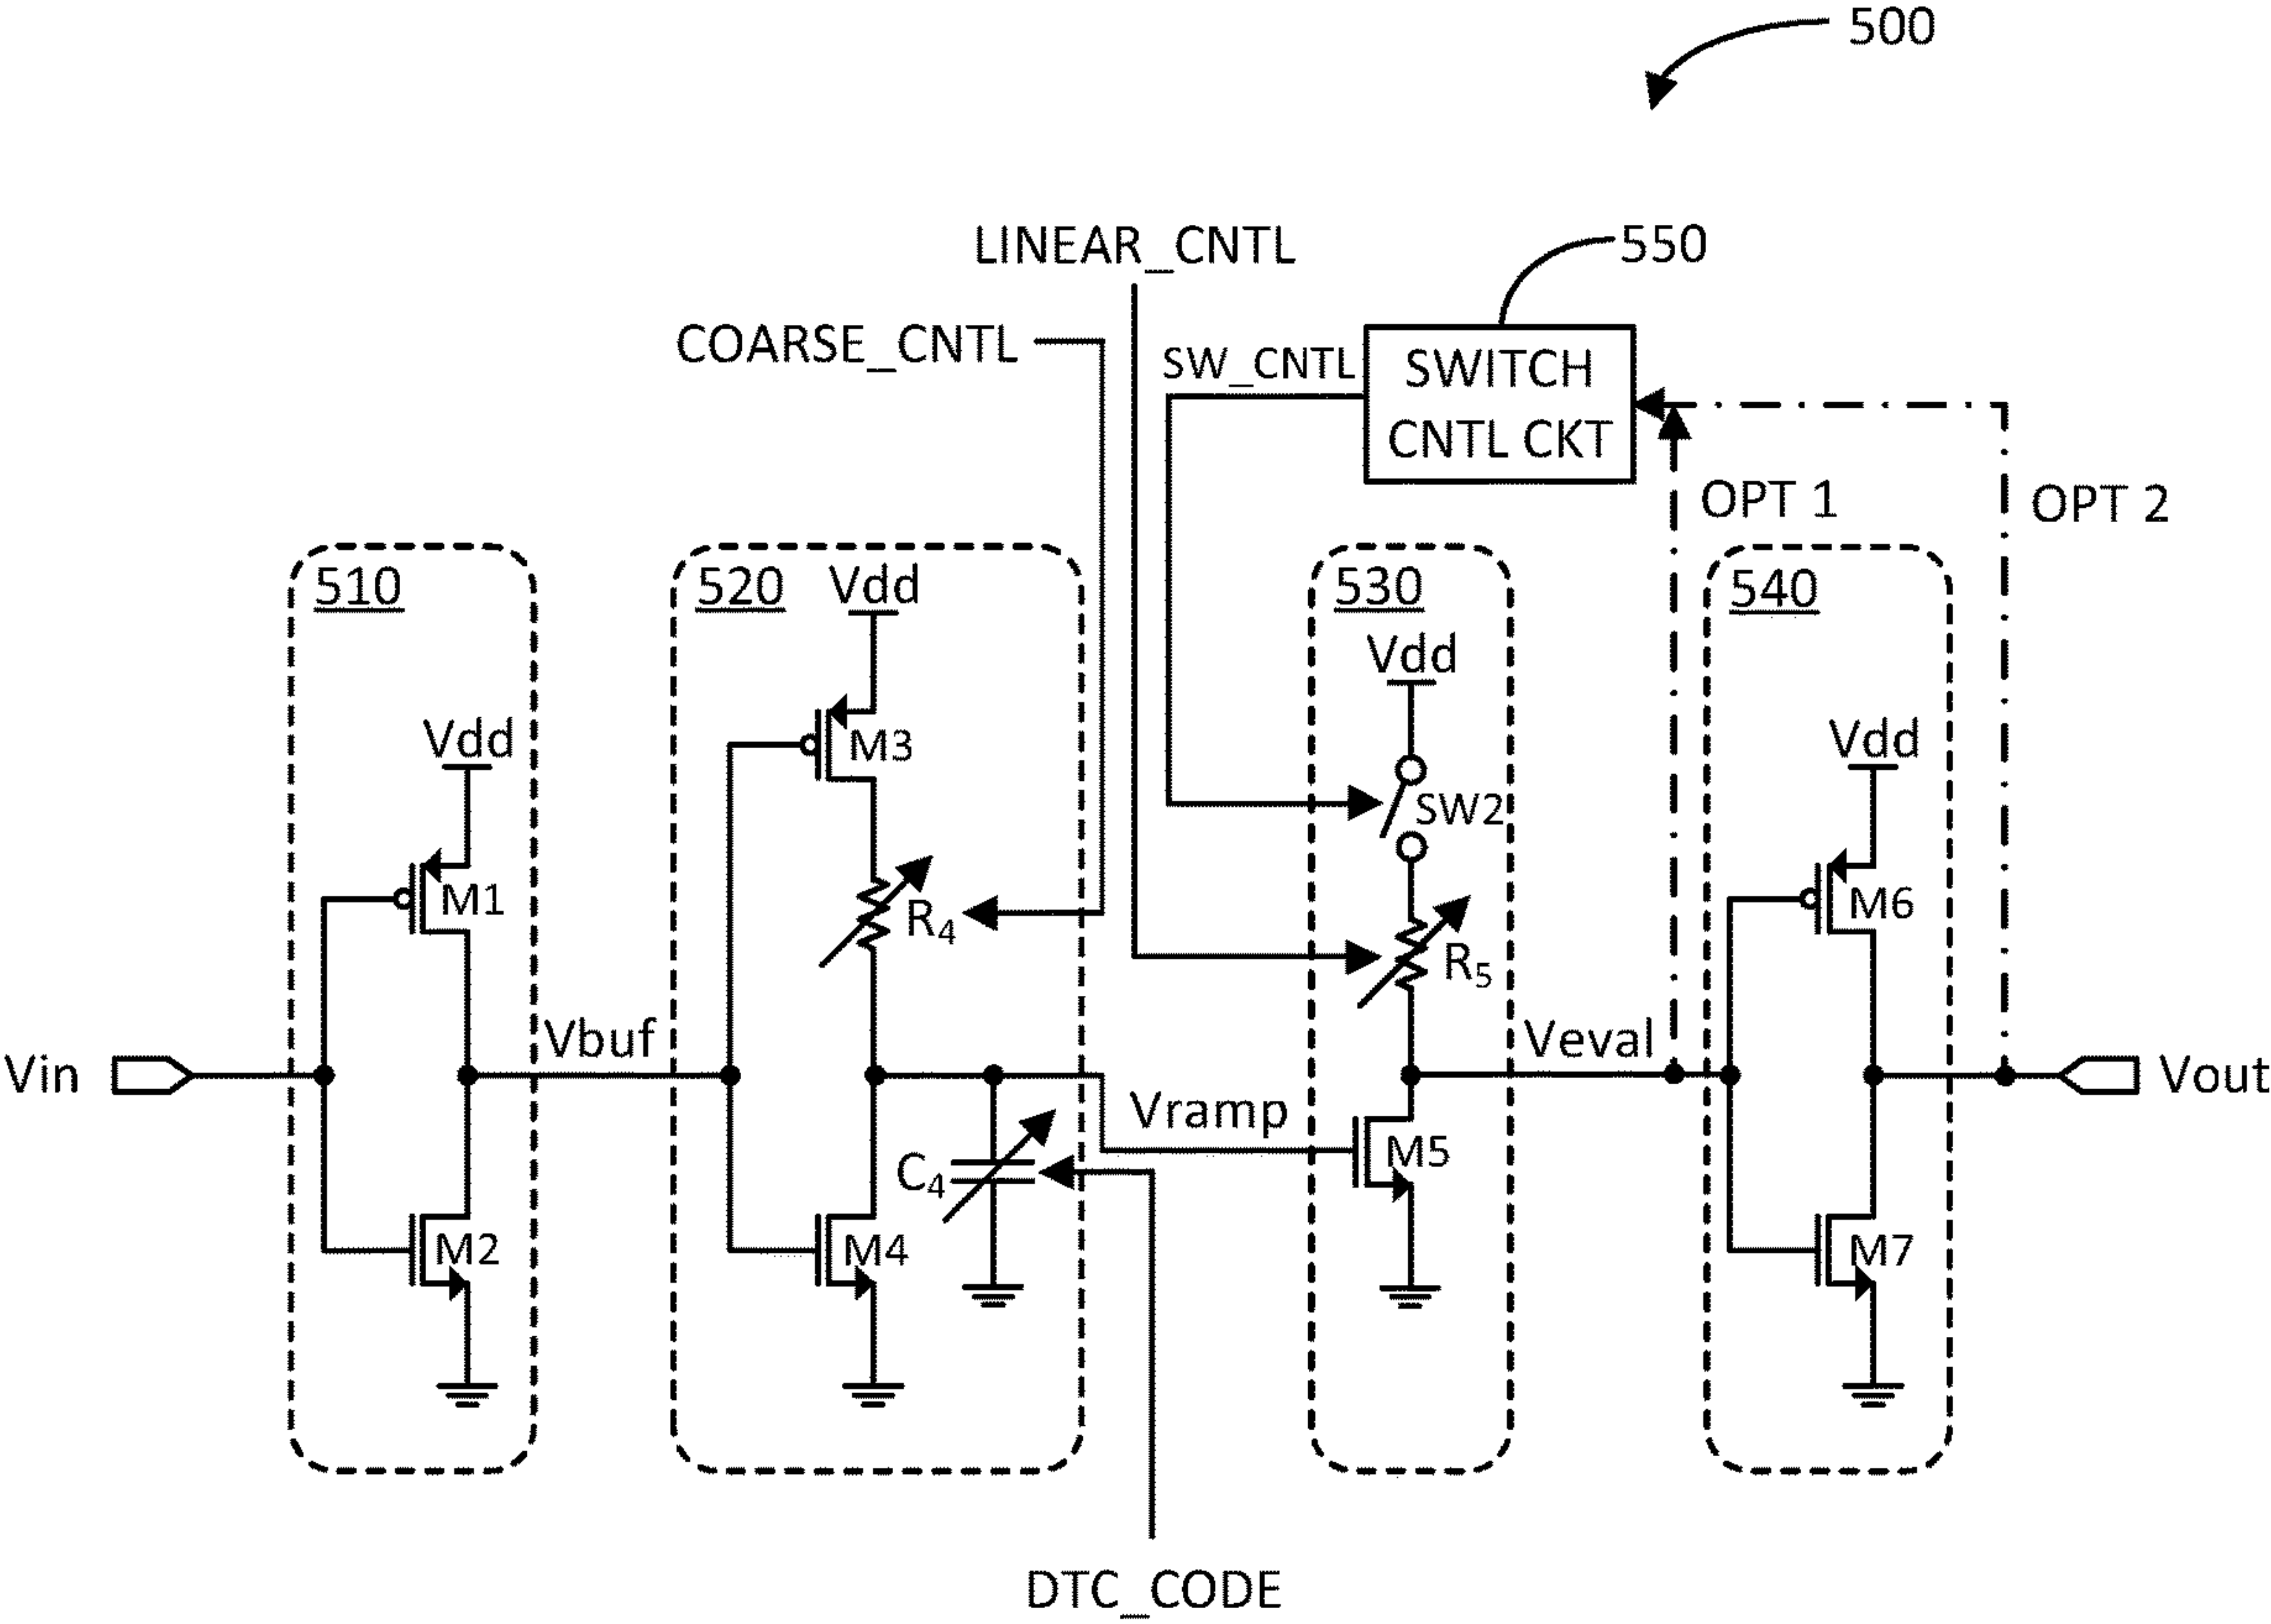 500
LINEAR_CNTL
550
COARSE_CNTL
SW_CNTL
SWITCH
CNTL CKT
OPT 1
OPT 2
510
520
Vdd
530
540
Vdd
Vdd
M3
Vdd
SW2
M1
R4
M6
R5
Vbuf
Veval
Vin
Vramp
Vout
C4
M5
M2
M4
M7
DTC_CODE